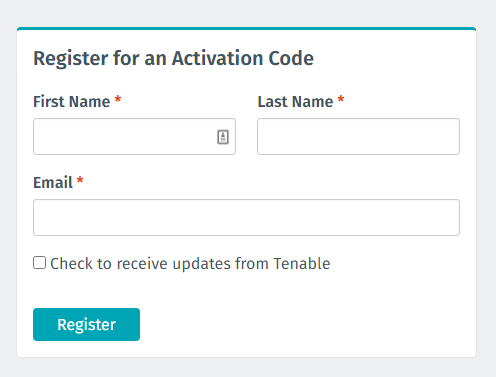 Register for an Activation Code
First Name * Last Name *
Email *
Check to receive updates from Tenable
Register